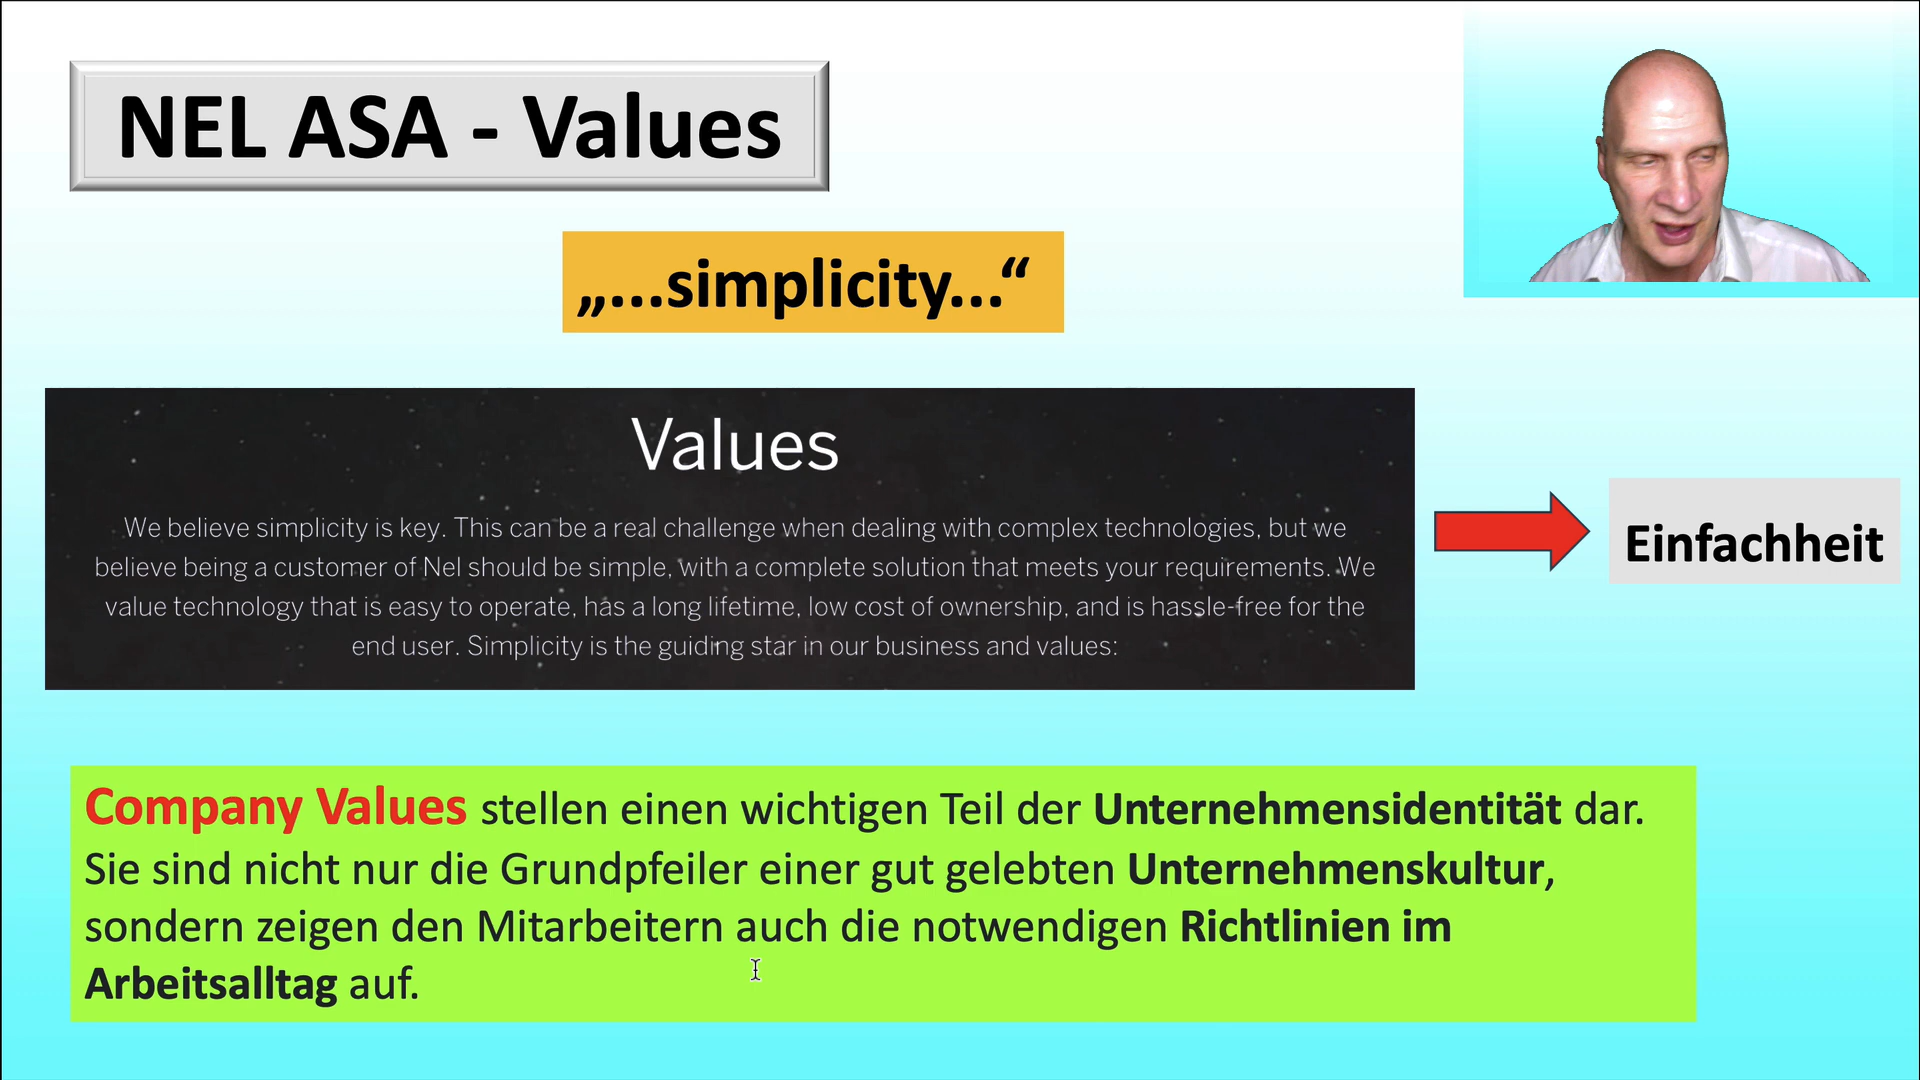 NEL ASA - Values
„...simplicity...“
Values
We believe simplicity is key. This can be a real challenge when dealing with complex technologies, but we
believe being a customer of Nel should be simple, with a complete solution that meets your requirements. We
value technology that is easy to operate, has a long lifetime, low cost of ownership, and is hassle-free for the
end user. Simplicity is the guiding star in our business and values:
Einfachheit
Company Values stellen einen wichtigen Teil der Unternehmensidentität dar.
Sie sind nicht nur die Grundpfeiler einer gut gelebten Unternehmenskultur,
sondern zeigen den Mitarbeitern auch die notwendigen Richtlinien im
Arbeitsalltag auf.